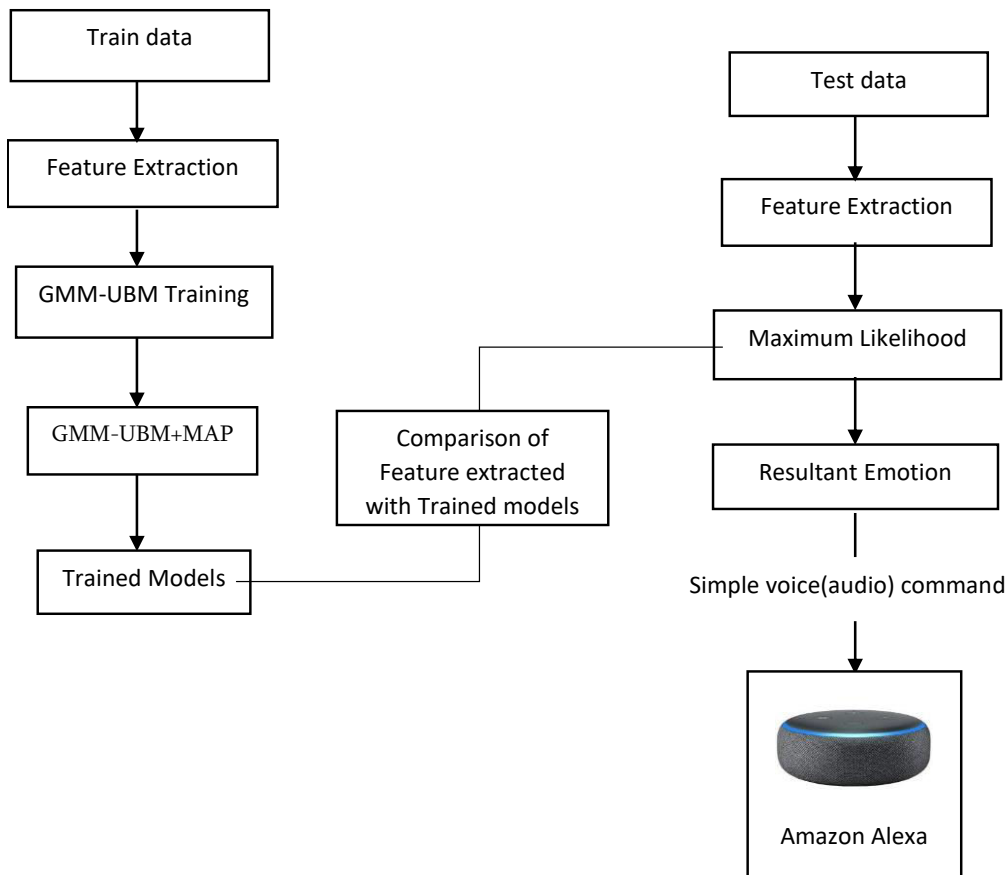 Train data
Feature Extraction
GMM-UBM Training
GMM-UBM+MAP
Trained Models
Comparison of
Feature extracted
with Trained models
Test data
Feature Extraction
Maximum Likelihood
Resultant Emotion
Simple voice(audio) command
Amazon Alexa